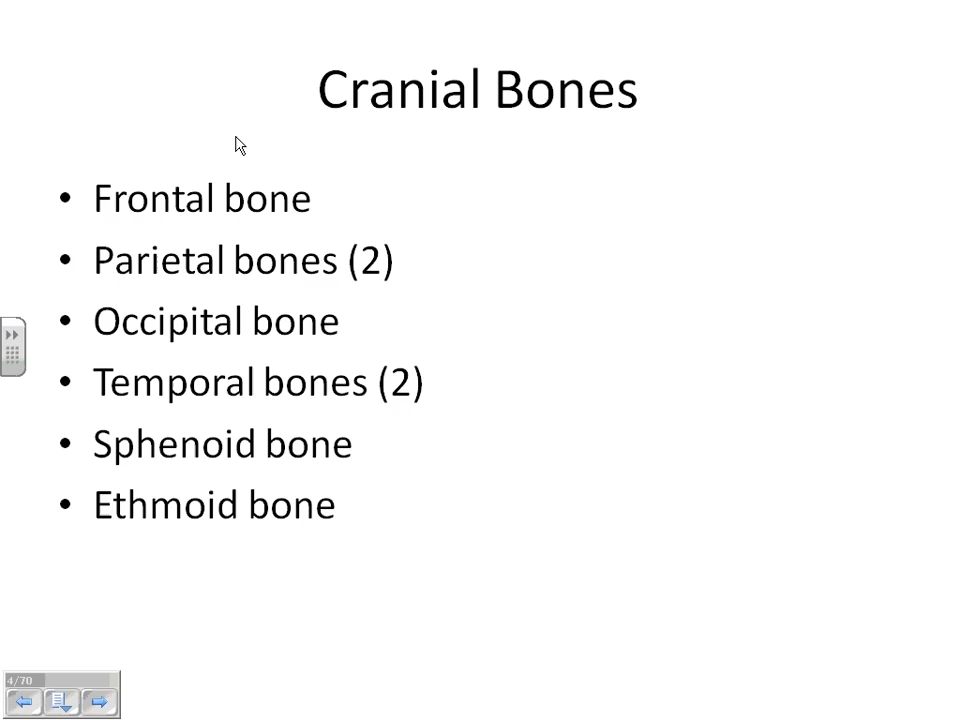 Cranial Bones
• Frontal bone
• Parietal bones (2)
• Occipital bone
• Temporal bones (2)
• Sphenoid bone
• Ethmoid bone
4/70